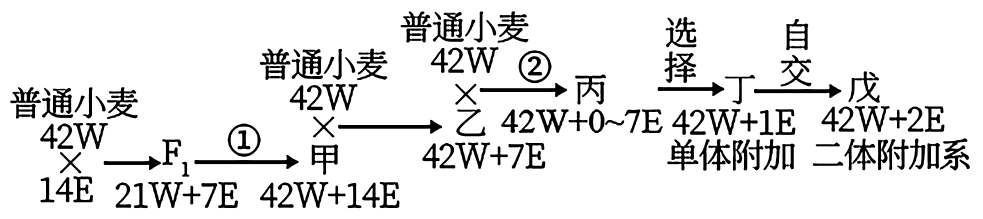 普通小麦
42W
×
14E
F₁
21W+7E
①
普通小麦
42W
×
甲
42W+14E
普通小麦
42W
×
乙
42W+7E
②
丙
42W+0~7E
选择
丁
42W+1E
单体附加
自交
戊
42W+2E
二体附加系